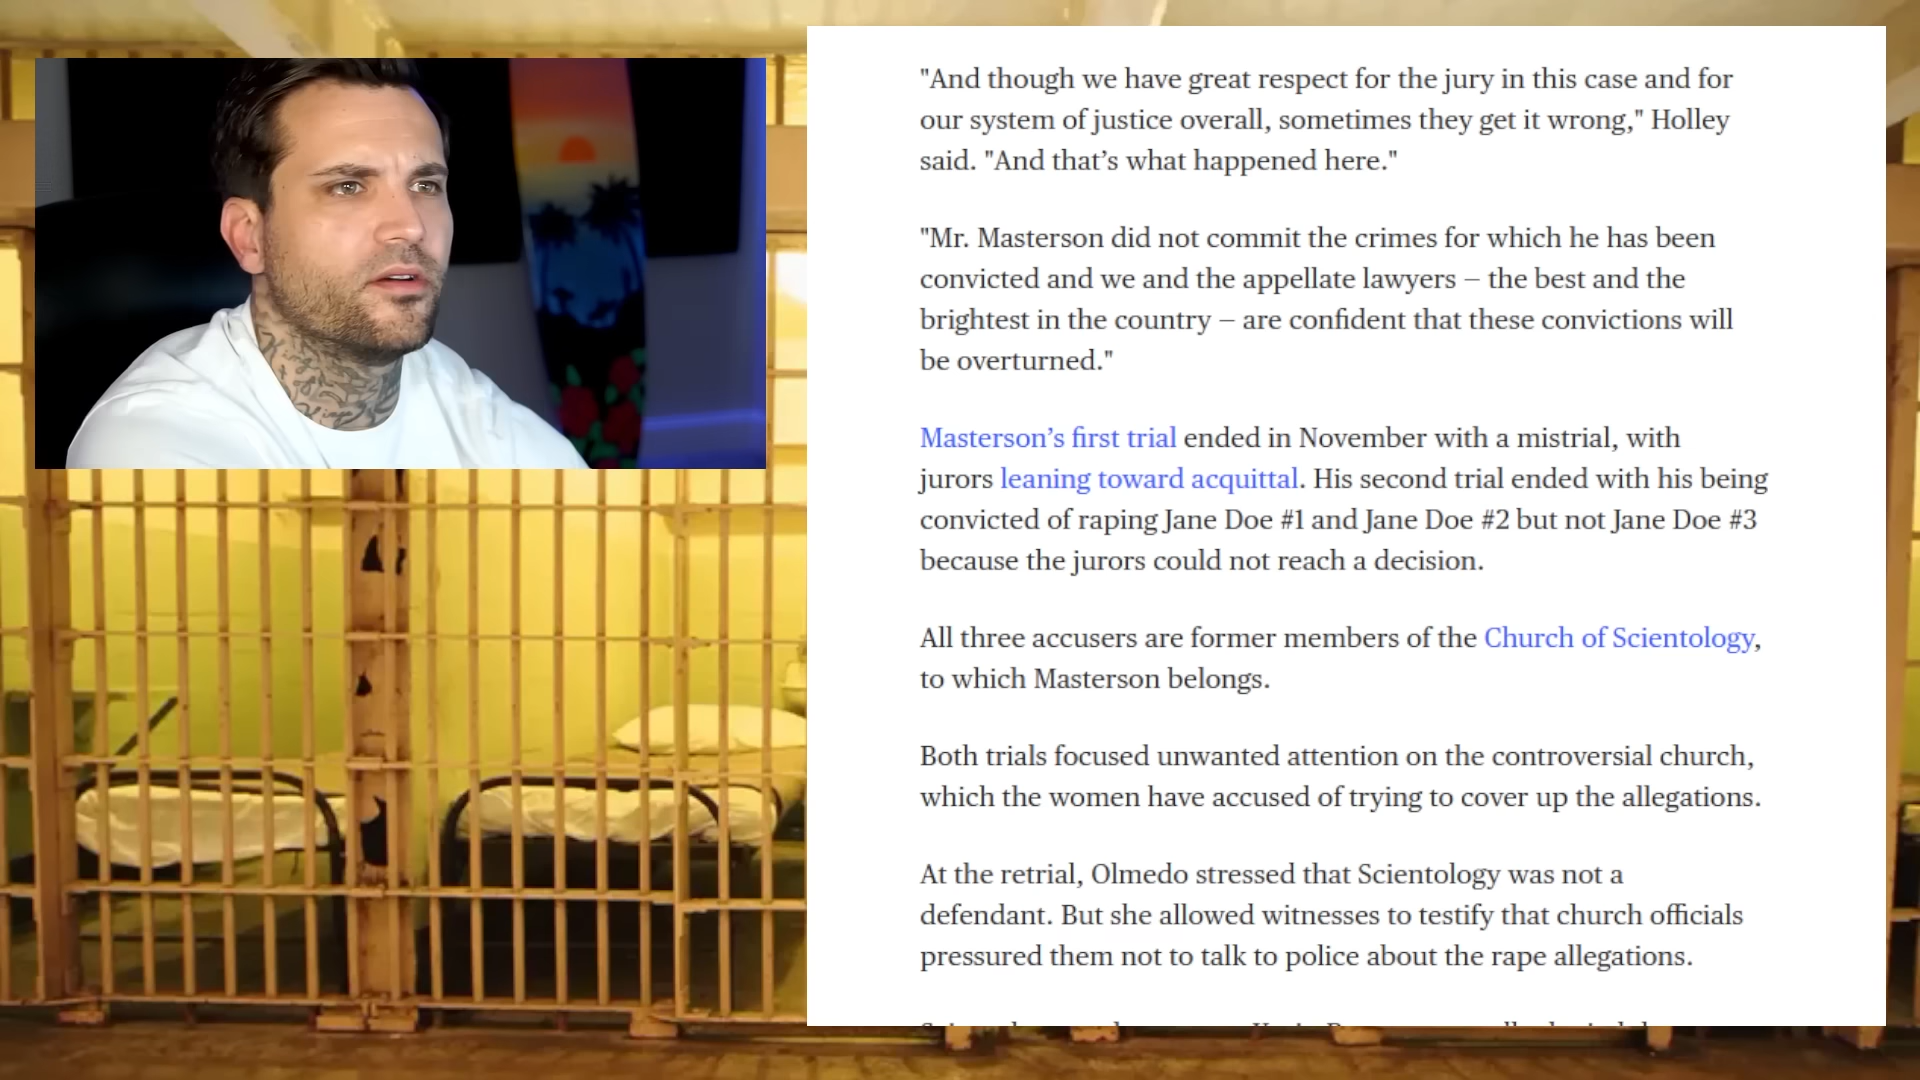 "And though we have great respect for the jury in this case and for
our system of justice overall, sometimes they get it wrong," Holley
said. "And that’s what happened here."
"Mr. Masterson did not commit the crimes for which he has been
convicted and we and the appellate lawyers — the best and the
brightest in the country — are confident that these convictions will
be overturned."
Masterson’s first trial ended in November with a mistrial, with
jurors leaning toward acquittal. His second trial ended with his being
convicted of raping Jane Doe #1 and Jane Doe #2 but not Jane Doe #3
because the jurors could not reach a decision.
All three accusers are former members of the Church of Scientology,
to which Masterson belongs.
Both trials focused unwanted attention on the controversial church,
which the women have accused of trying to cover up the allegations.
At the retrial, Olmedo stressed that Scientology was not a
defendant. But she allowed witnesses to testify that church officials
pressured them not to talk to police about the rape allegations.